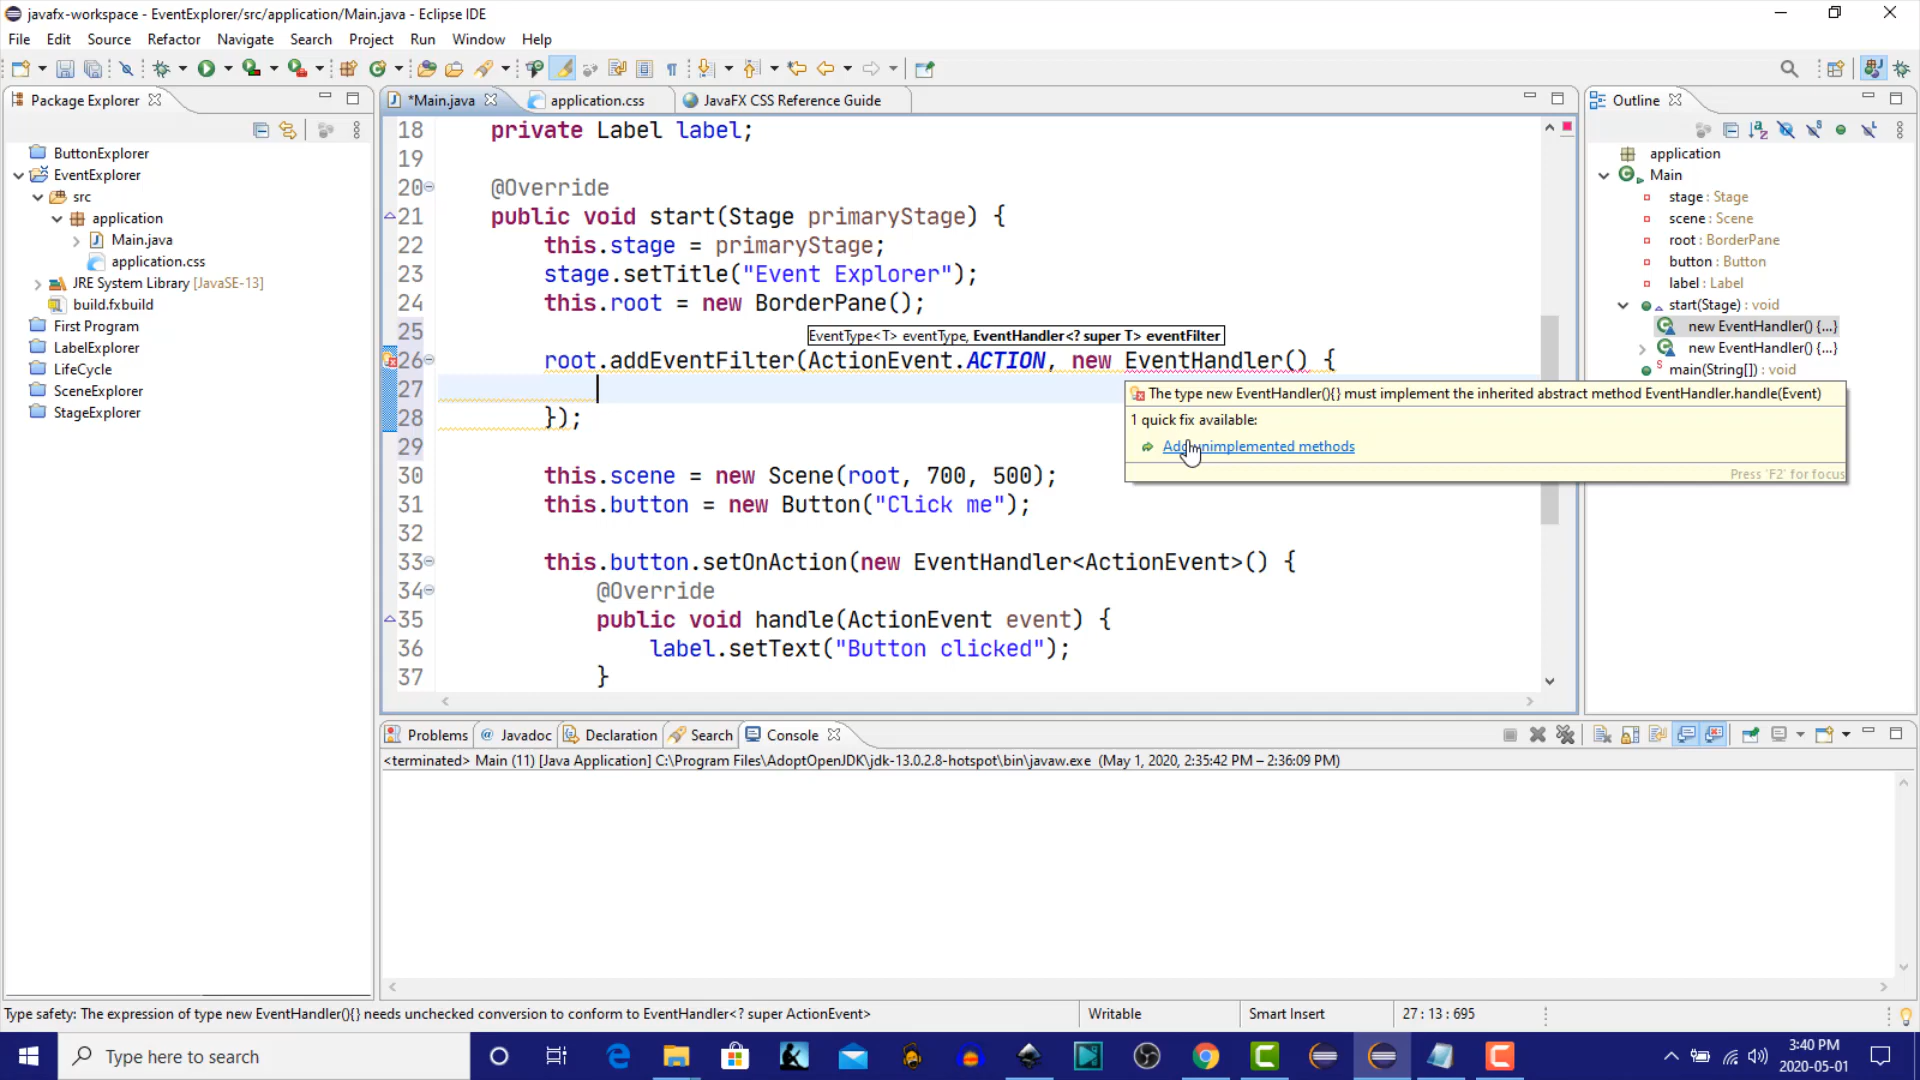 javafx-workspace - EventExplorer/src/application/Main.java - Eclipse IDE
File Edit Source Refactor Navigate Search Project Run Window Help
Package Explorer
ButtonExplorer
EventExplorer
src
application
Main.java
application.css
JRE System Library [JavaSE-13]
build.fxbuild
First Program
LabelExplorer
LifeCycle
SceneExplorer
StageExplorer
*Main.java application.css JavaFX CSS Reference Guide
18 private Label label;
19
20 @Override
21 public void start(Stage primaryStage) {
22 this.stage = primaryStage;
23 stage.setTitle("Event Explorer");
24 this.root = new BorderPane();
25
EventType<T> eventType, EventHandler<? super T> eventFilter
26 root.addEventFilter(ActionEvent.ACTION, new EventHandler() {
27
28 });
29
30 this.scene = new Scene(root, 700, 500);
31 this.button = new Button("Click me");
32
33 this.button.setOnAction(new EventHandler<ActionEvent>() {
34 @Override
35 public void handle(ActionEvent event) {
36 label.setText("Button clicked");
37 }
The type new EventHandler(){} must implement the inherited abstract method EventHandler.handle(Event)
1 quick fix available:
Add unimplemented methods
Press 'F2' for focus
Outline
application
Main
stage : Stage
scene : Scene
root : BorderPane
button : Button
label : Label
start(Stage) : void
new EventHandler() {...}
new EventHandler() {...}
main(String[]) : void
Problems Javadoc Declaration Search Console
<terminated> Main (11) [Java Application] C:\Program Files\AdoptOpenJDK\jdk-13.0.2.8-hotspot\bin\javaw.exe (May 1, 2020, 2:35:42 PM – 2:36:09 PM)
Type safety: The expression of type new EventHandler(){} needs unchecked conversion to conform to EventHandler<? super ActionEvent>
Writable
Smart Insert
27 : 13 : 695
Type here to search
3:40 PM
2020-05-01